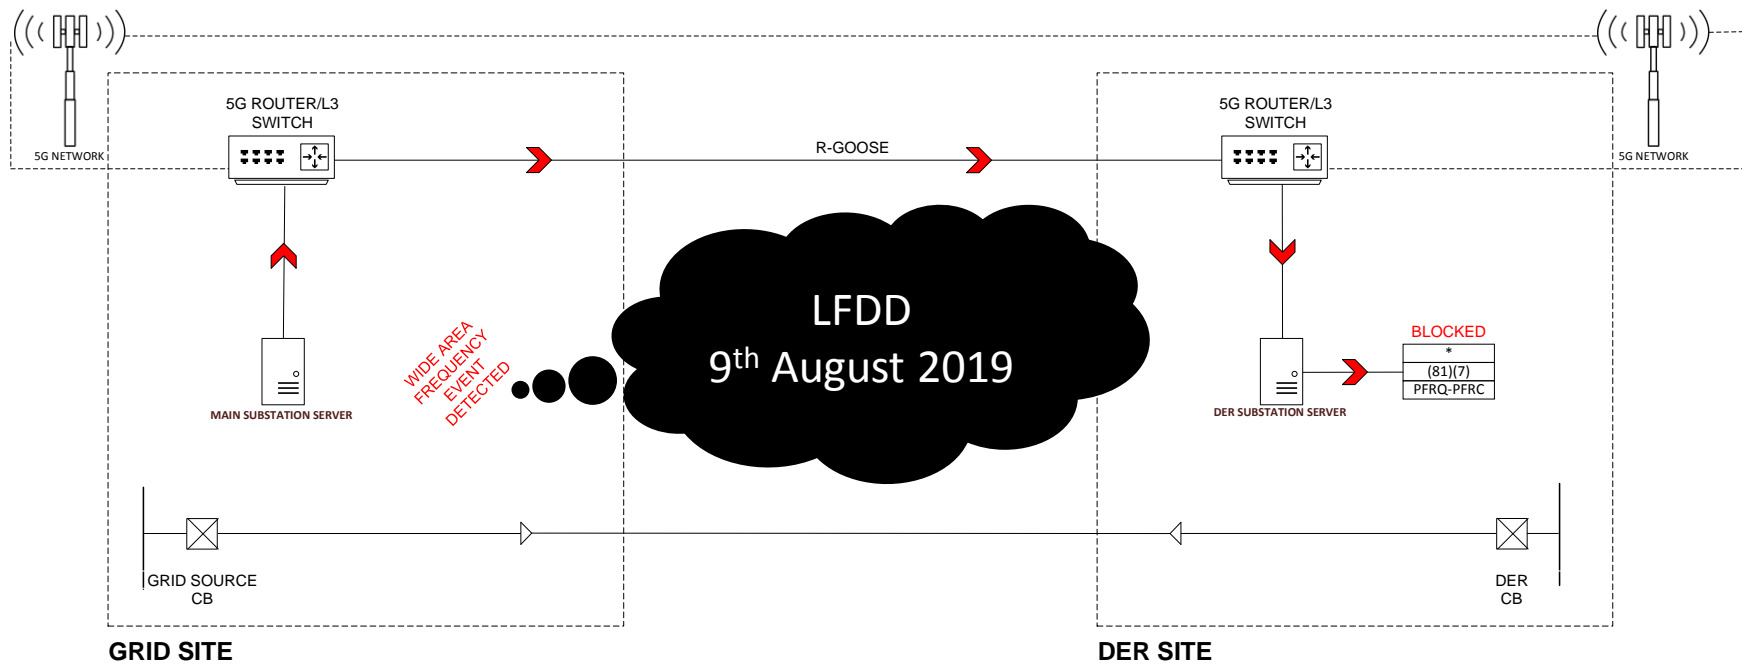 5G NETWORK
5G ROUTER/L3
SWITCH
R-GOOSE
5G ROUTER/L3
SWITCH
5G NETWORK
WIDE AREA
FREQUENCY
EVENT
DETECTED
LFDD
9th August 2019
MAIN SUBSTATION SERVER
DER SUBSTATION SERVER
BLOCKED
*
(81)(7)
PFRQ-PFRC
GRID SOURCE
CB
DER
CB
GRID SITE
DER SITE